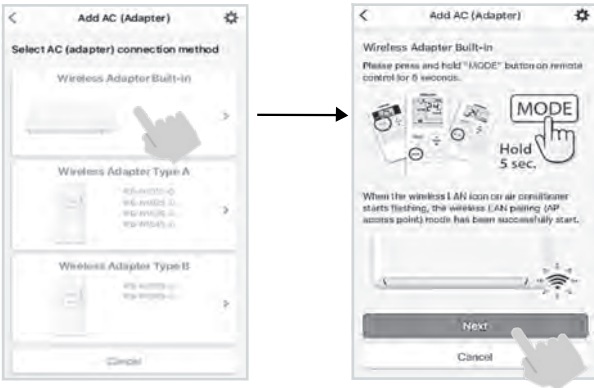 Add AC (Adapter)
Select AC (adapter) connection method
Wireless Adapter Built-in
Wireless Adapter Type A
Wireless Adapter Type B
Cancel
Add AC (Adapter)
Wireless Adapter Built-in
Please press and hold "MODE" button on remote
control for 5 seconds.
MODE
Hold
5 sec.
When the wireless LAN icon on air conditioner
starts flashing, the wireless LAN pairing (AP
access point) mode has been successfully start.
Next
Cancel